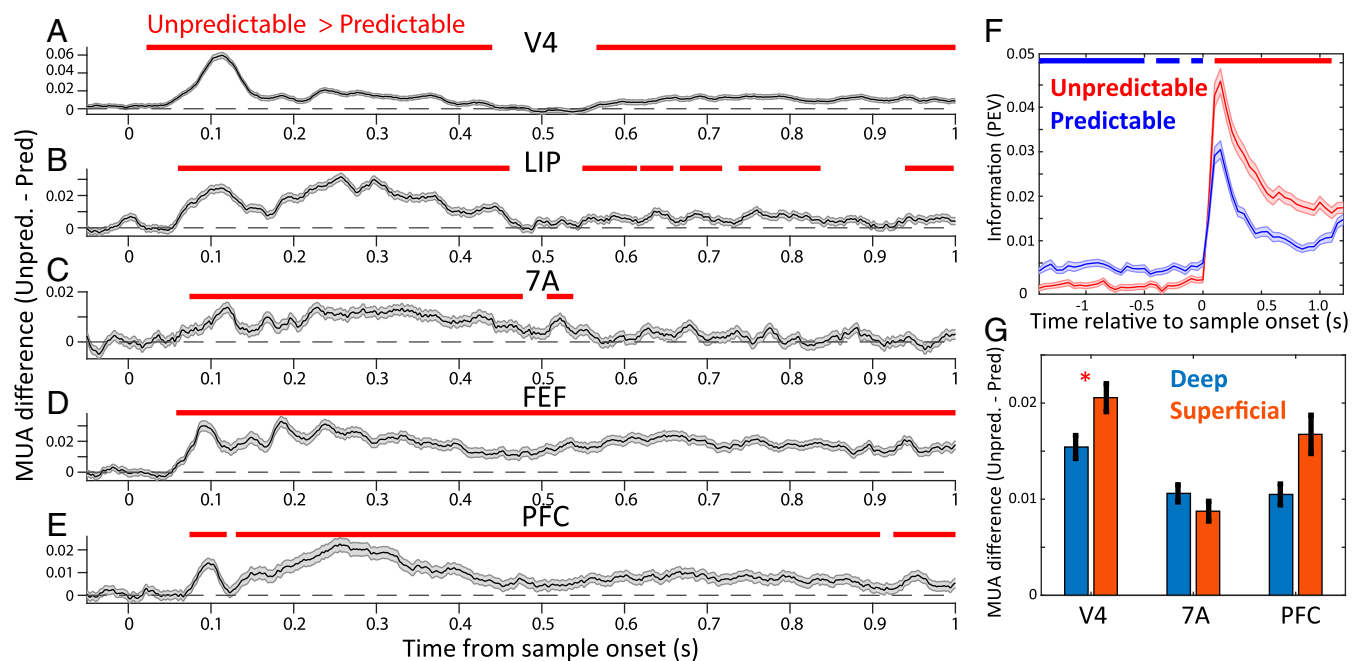 A
Unpredictable > Predictable
V4
0.06
0.04
0.02
0
0 0.1 0.2 0.3 0.4 0.5 0.6 0.7 0.8 0.9 1
B
LIP
0.02
0
0 0.1 0.2 0.3 0.4 0.5 0.6 0.7 0.8 0.9 1
C
7A
0.02
0
0 0.1 0.2 0.3 0.4 0.5 0.6 0.7 0.8 0.9 1
D
FEF
0.02
0
0 0.1 0.2 0.3 0.4 0.5 0.6 0.7 0.8 0.9 1
E
PFC
0.02
0.01
0
0 0.1 0.2 0.3 0.4 0.5 0.6 0.7 0.8 0.9 1
MUA difference (Unpred. - Pred)
Time from sample onset (s)
F
0.05
0.04
0.03
0.02
0.01
0
Information (PEV)
Unpredictable
Predictable
-1 -0.5 0 0.5 1.0
Time relative to sample onset (s)
G
MUA difference (Unpred. - Pred)
0.02
0.01
0
*
Deep
Superficial
V4 7A PFC